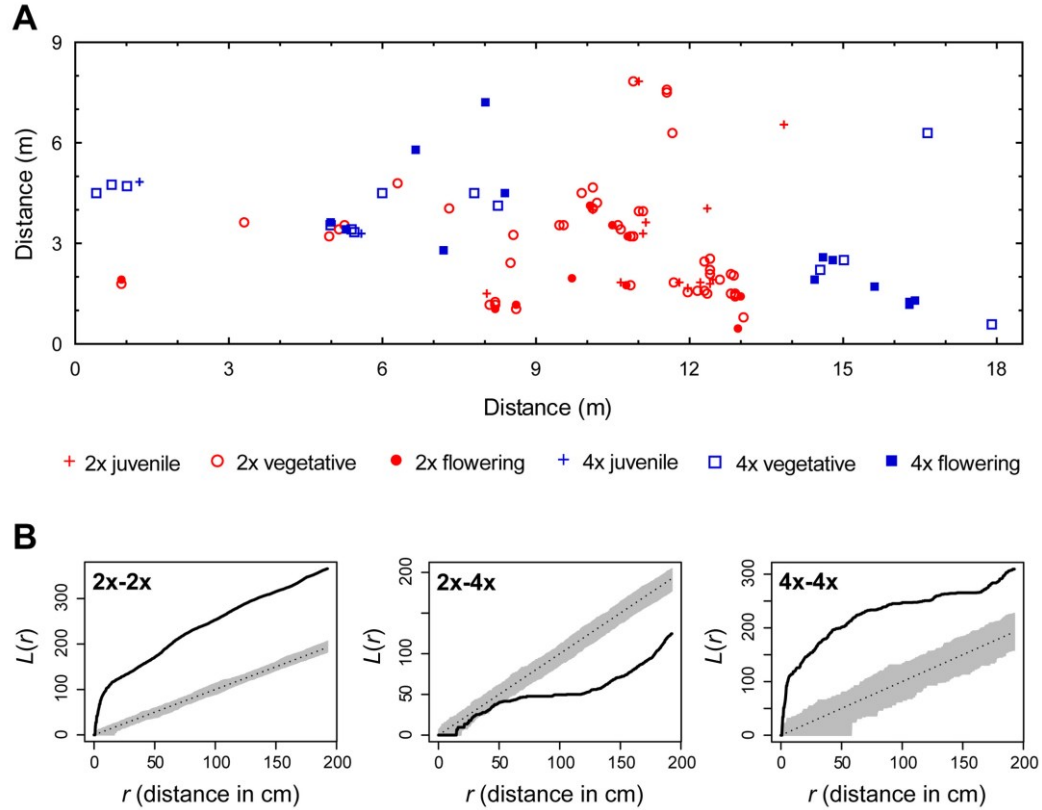 A
Distance (m)
9
6
3
0
0 3 6 9 12 15 18
Distance (m)
2x juvenile 2x vegetative 2x flowering 4x juvenile 4x vegetative 4x flowering
B
2x-2x
L(r)
300
200
100
0
0 50 100 150 200
r (distance in cm)
2x-4x
L(r)
200
150
100
50
0
0 50 100 150 200
r (distance in cm)
4x-4x
L(r)
300
200
100
0
0 50 100 150 200
r (distance in cm)